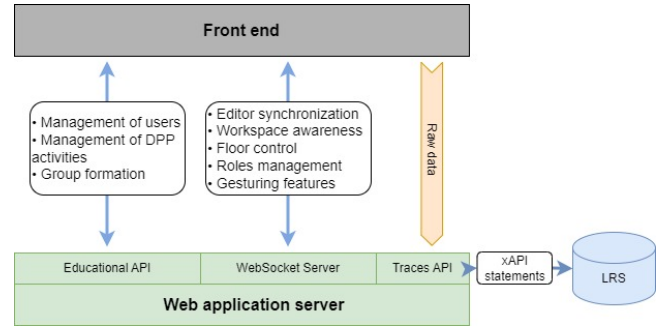 Front end
• Management of users
• Management of DPP
activities
• Group formation
• Editor synchronization
• Workspace awareness
• Floor control
• Roles management
• Gesturing features
Raw data
Educational API
WebSocket Server
Traces API
xAPI
statements
LRS
Web application server